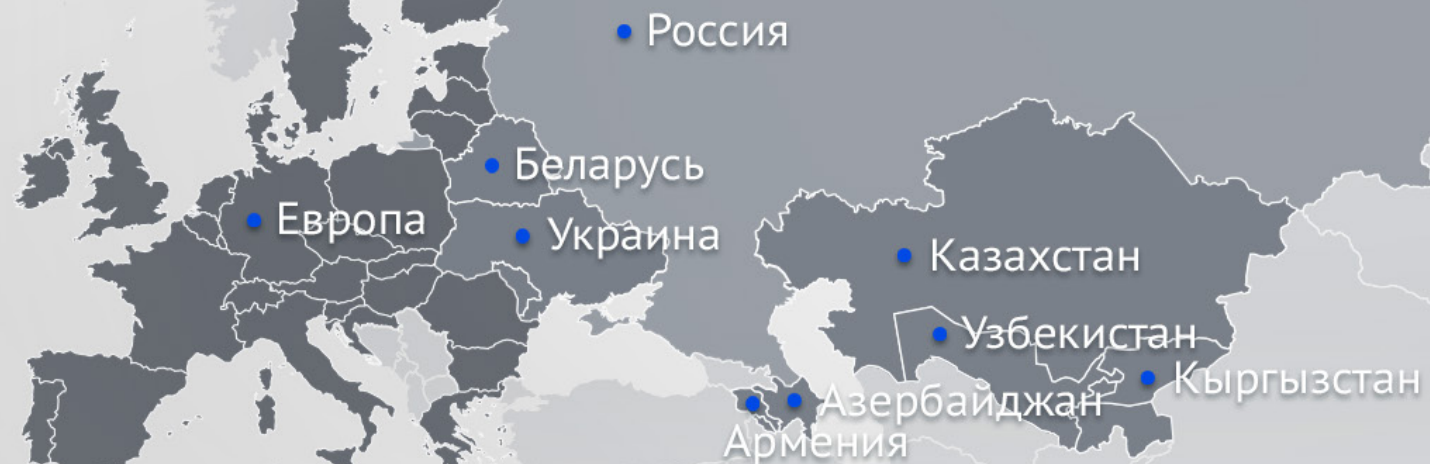 Россия
Беларусь
Европа
Украина
Казахстан
Узбекистан
Кыргызстан
Азербайджан
Армения